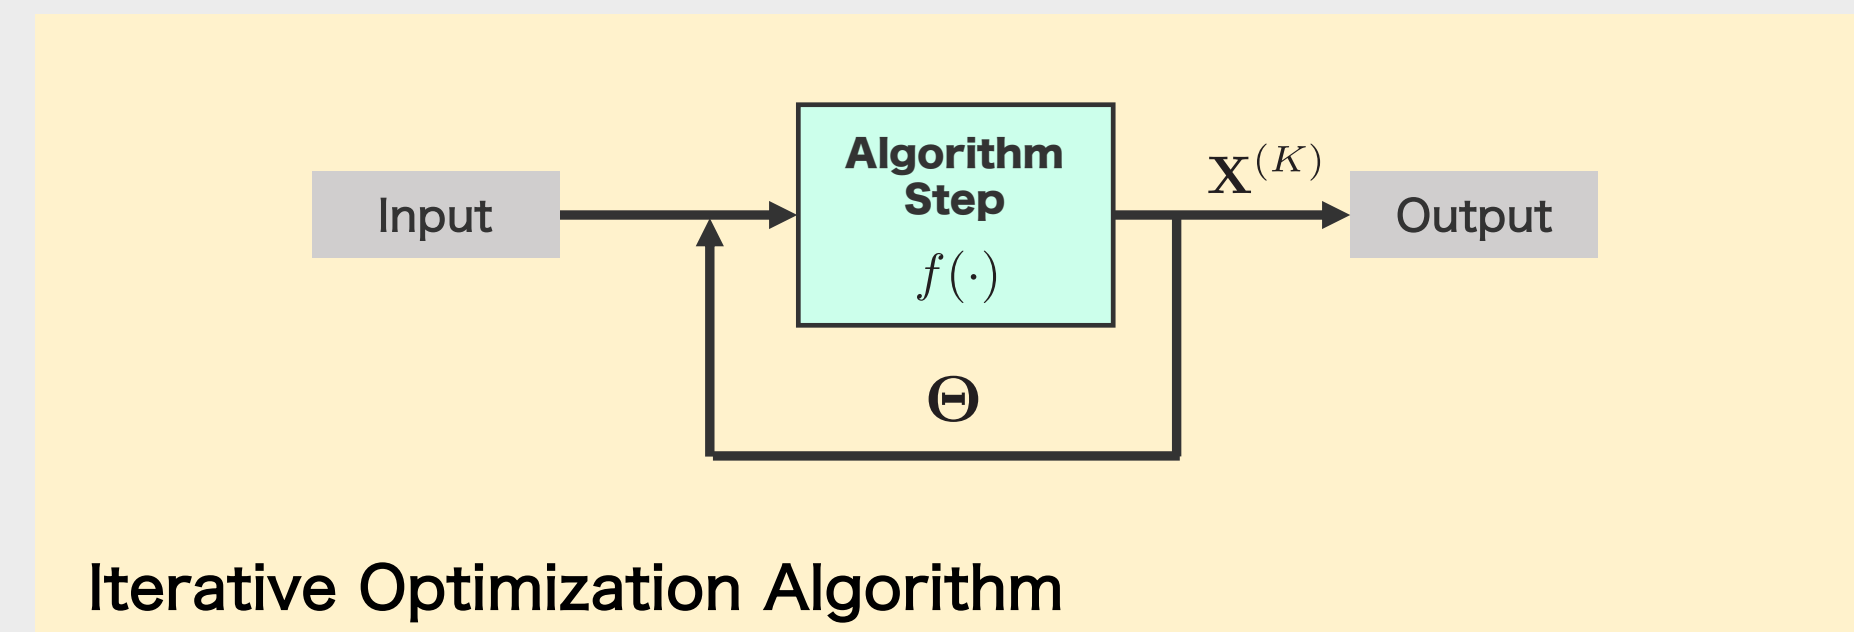 Input
Algorithm
Step
f(·)
X^(K)
Output
Θ
Iterative Optimization Algorithm